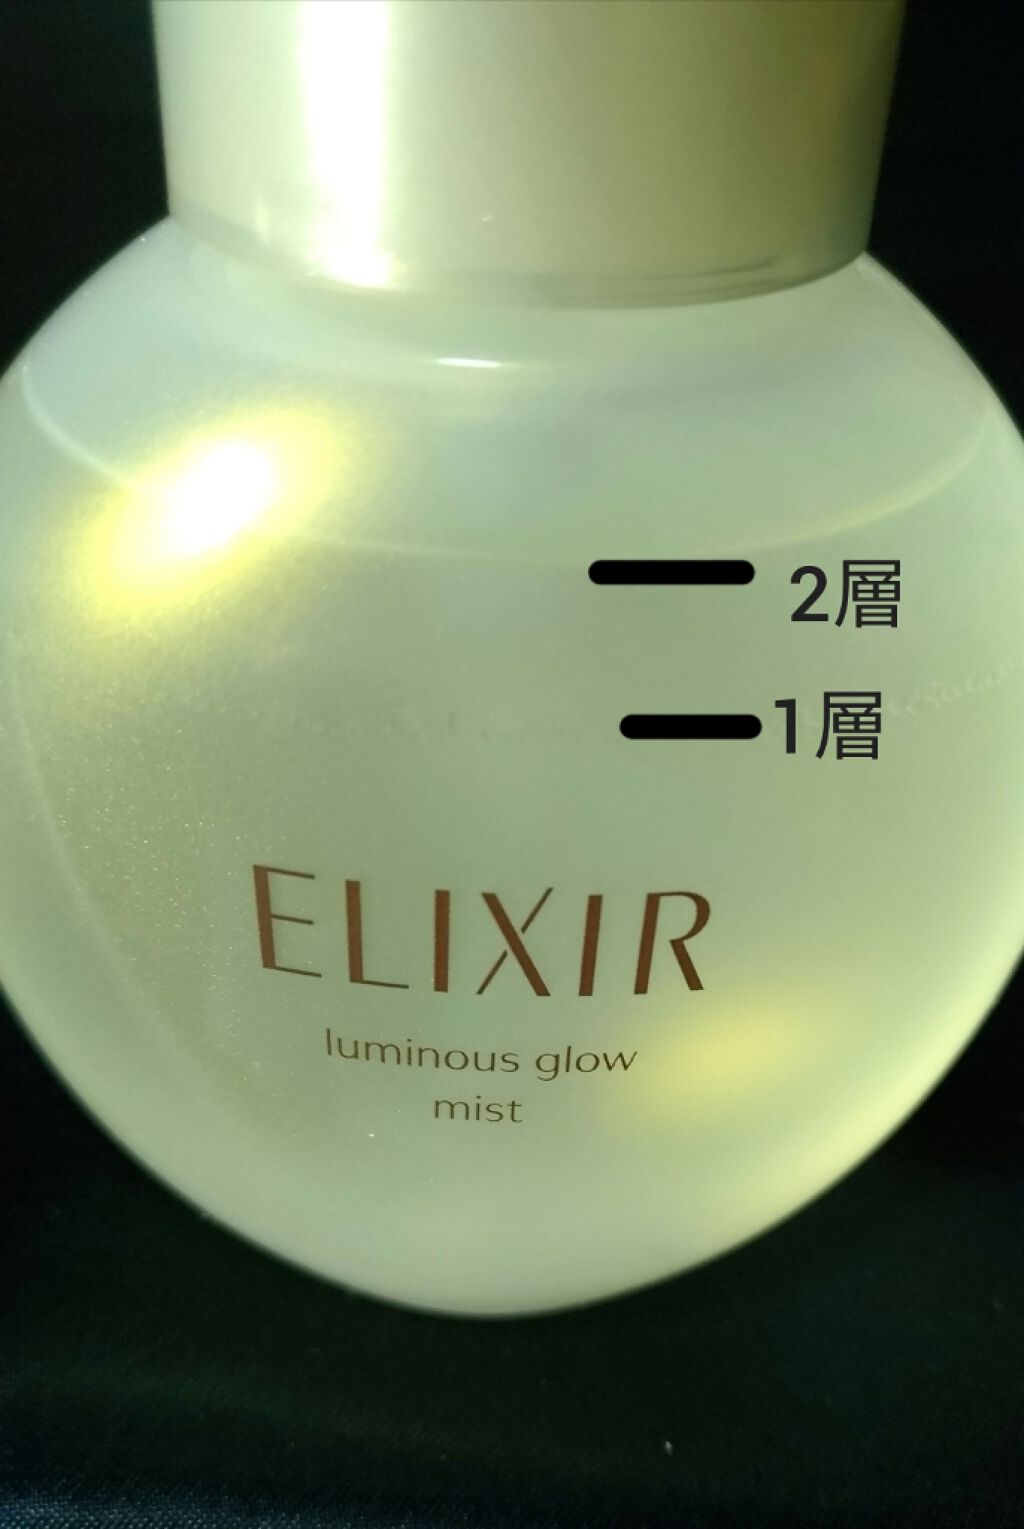 2層
1層
ELIXIR
luminous glow
mist